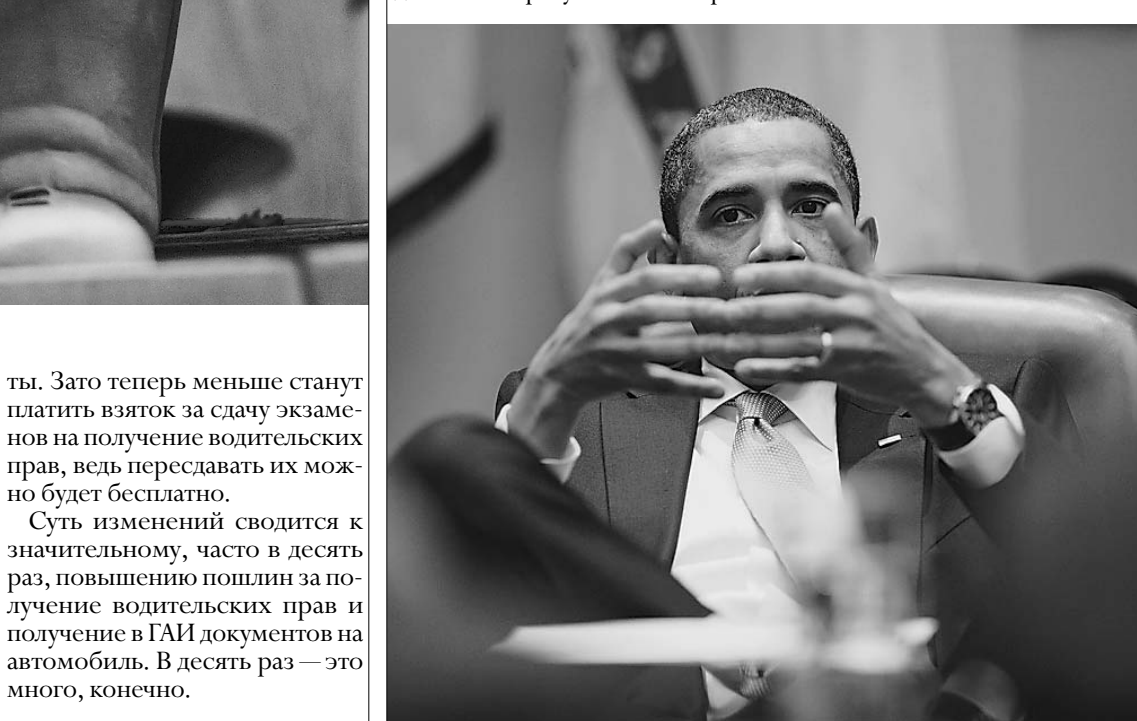 ты. Зато теперь меньше станут
платить взяток за сдачу экзаме-
нов на получение водительских
прав, ведь пересдавать их мож-
но будет бесплатно.
Суть изменений сводится к
значительному, часто в десять
раз, повышению пошлин за по-
лучение водительских прав и
получение в ГАИ документов на
автомобиль. В десять раз — это
много, конечно.